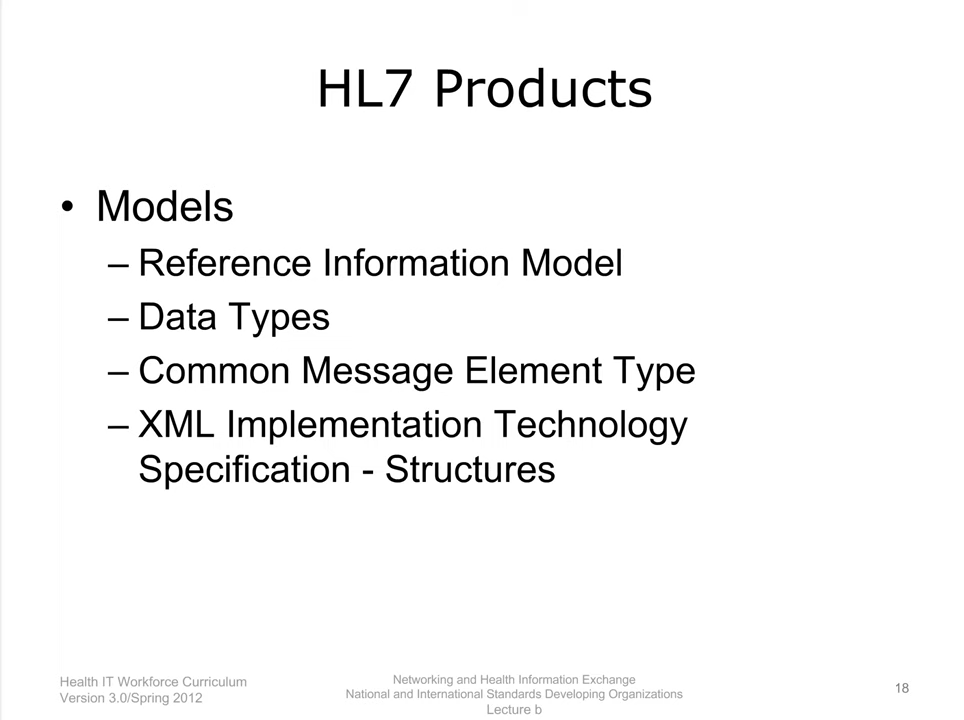 HL7 Products
• Models
– Reference Information Model
– Data Types
– Common Message Element Type
– XML Implementation Technology
Specification - Structures
Health IT Workforce Curriculum
Version 3.0/Spring 2012
Networking and Health Information Exchange
National and International Standards Developing Organizations
Lecture b
18